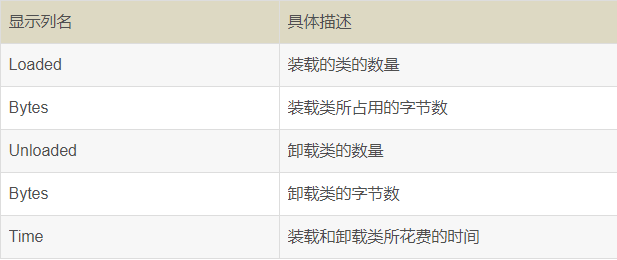 显示列名 具体描述
Loaded 装载的类的数量
Bytes 装载类所占用的字节数
Unloaded 卸载类的数量
Bytes 卸载类的字节数
Time 装载和卸载类所花费的时间